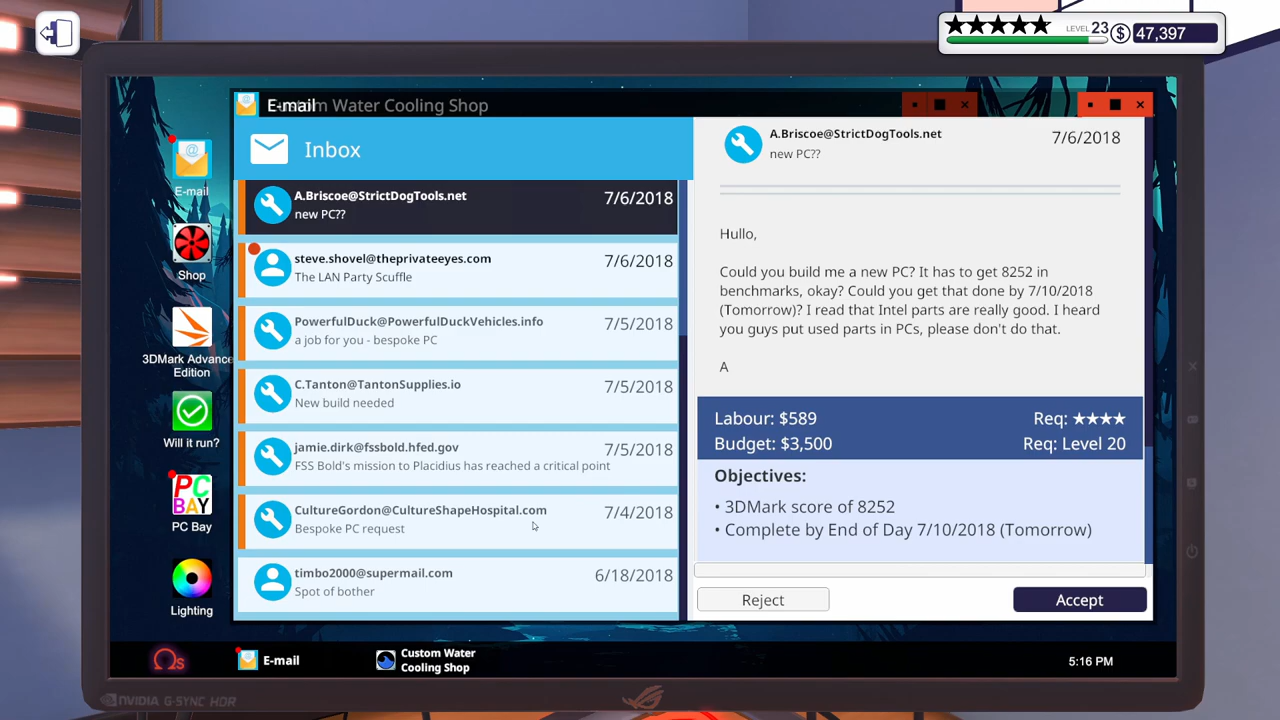 ★★★★★ LEVEL 23 $ 47,397
E-mail
Custom Water Cooling Shop
Inbox
A.Briscoe@StrictDogTools.net
7/6/2018
new PC??
steve.shovel@theprivateeyes.com
7/6/2018
The LAN Party Scuffle
PowerfulDuck@PowerfulDuckVehicles.info
7/5/2018
a job for you - bespoke PC
C.Tanton@TantonSupplies.io
7/5/2018
New build needed
jamie.dirk@fssbold.hfed.gov
7/5/2018
FSS Bold's mission to Placidius has reached a critical point
CultureGordon@CultureShapeHospital.com
7/4/2018
Bespoke PC request
timbo2000@supermail.com
6/18/2018
Spot of bother
A.Briscoe@StrictDogTools.net
7/6/2018
new PC??
Hullo,
Could you build me a new PC? It has to get 8252 in
benchmarks, okay? Could you get that done by 7/10/2018
(Tomorrow)? I read that Intel parts are really good. I heard
you guys put used parts in PCs, please don't do that.
A
Labour: $589
Req: ★★★★
Budget: $3,500
Req: Level 20
Objectives:
• 3DMark score of 8252
• Complete by End of Day 7/10/2018 (Tomorrow)
Reject
Accept
E-mail
Shop
3DMark Advance
Edition
Will it run?
PC
BAY
PC Bay
Lighting
Ωs
E-mail
Custom Water
Cooling Shop
5:16 PM
NVIDIA G-SYNC HDR